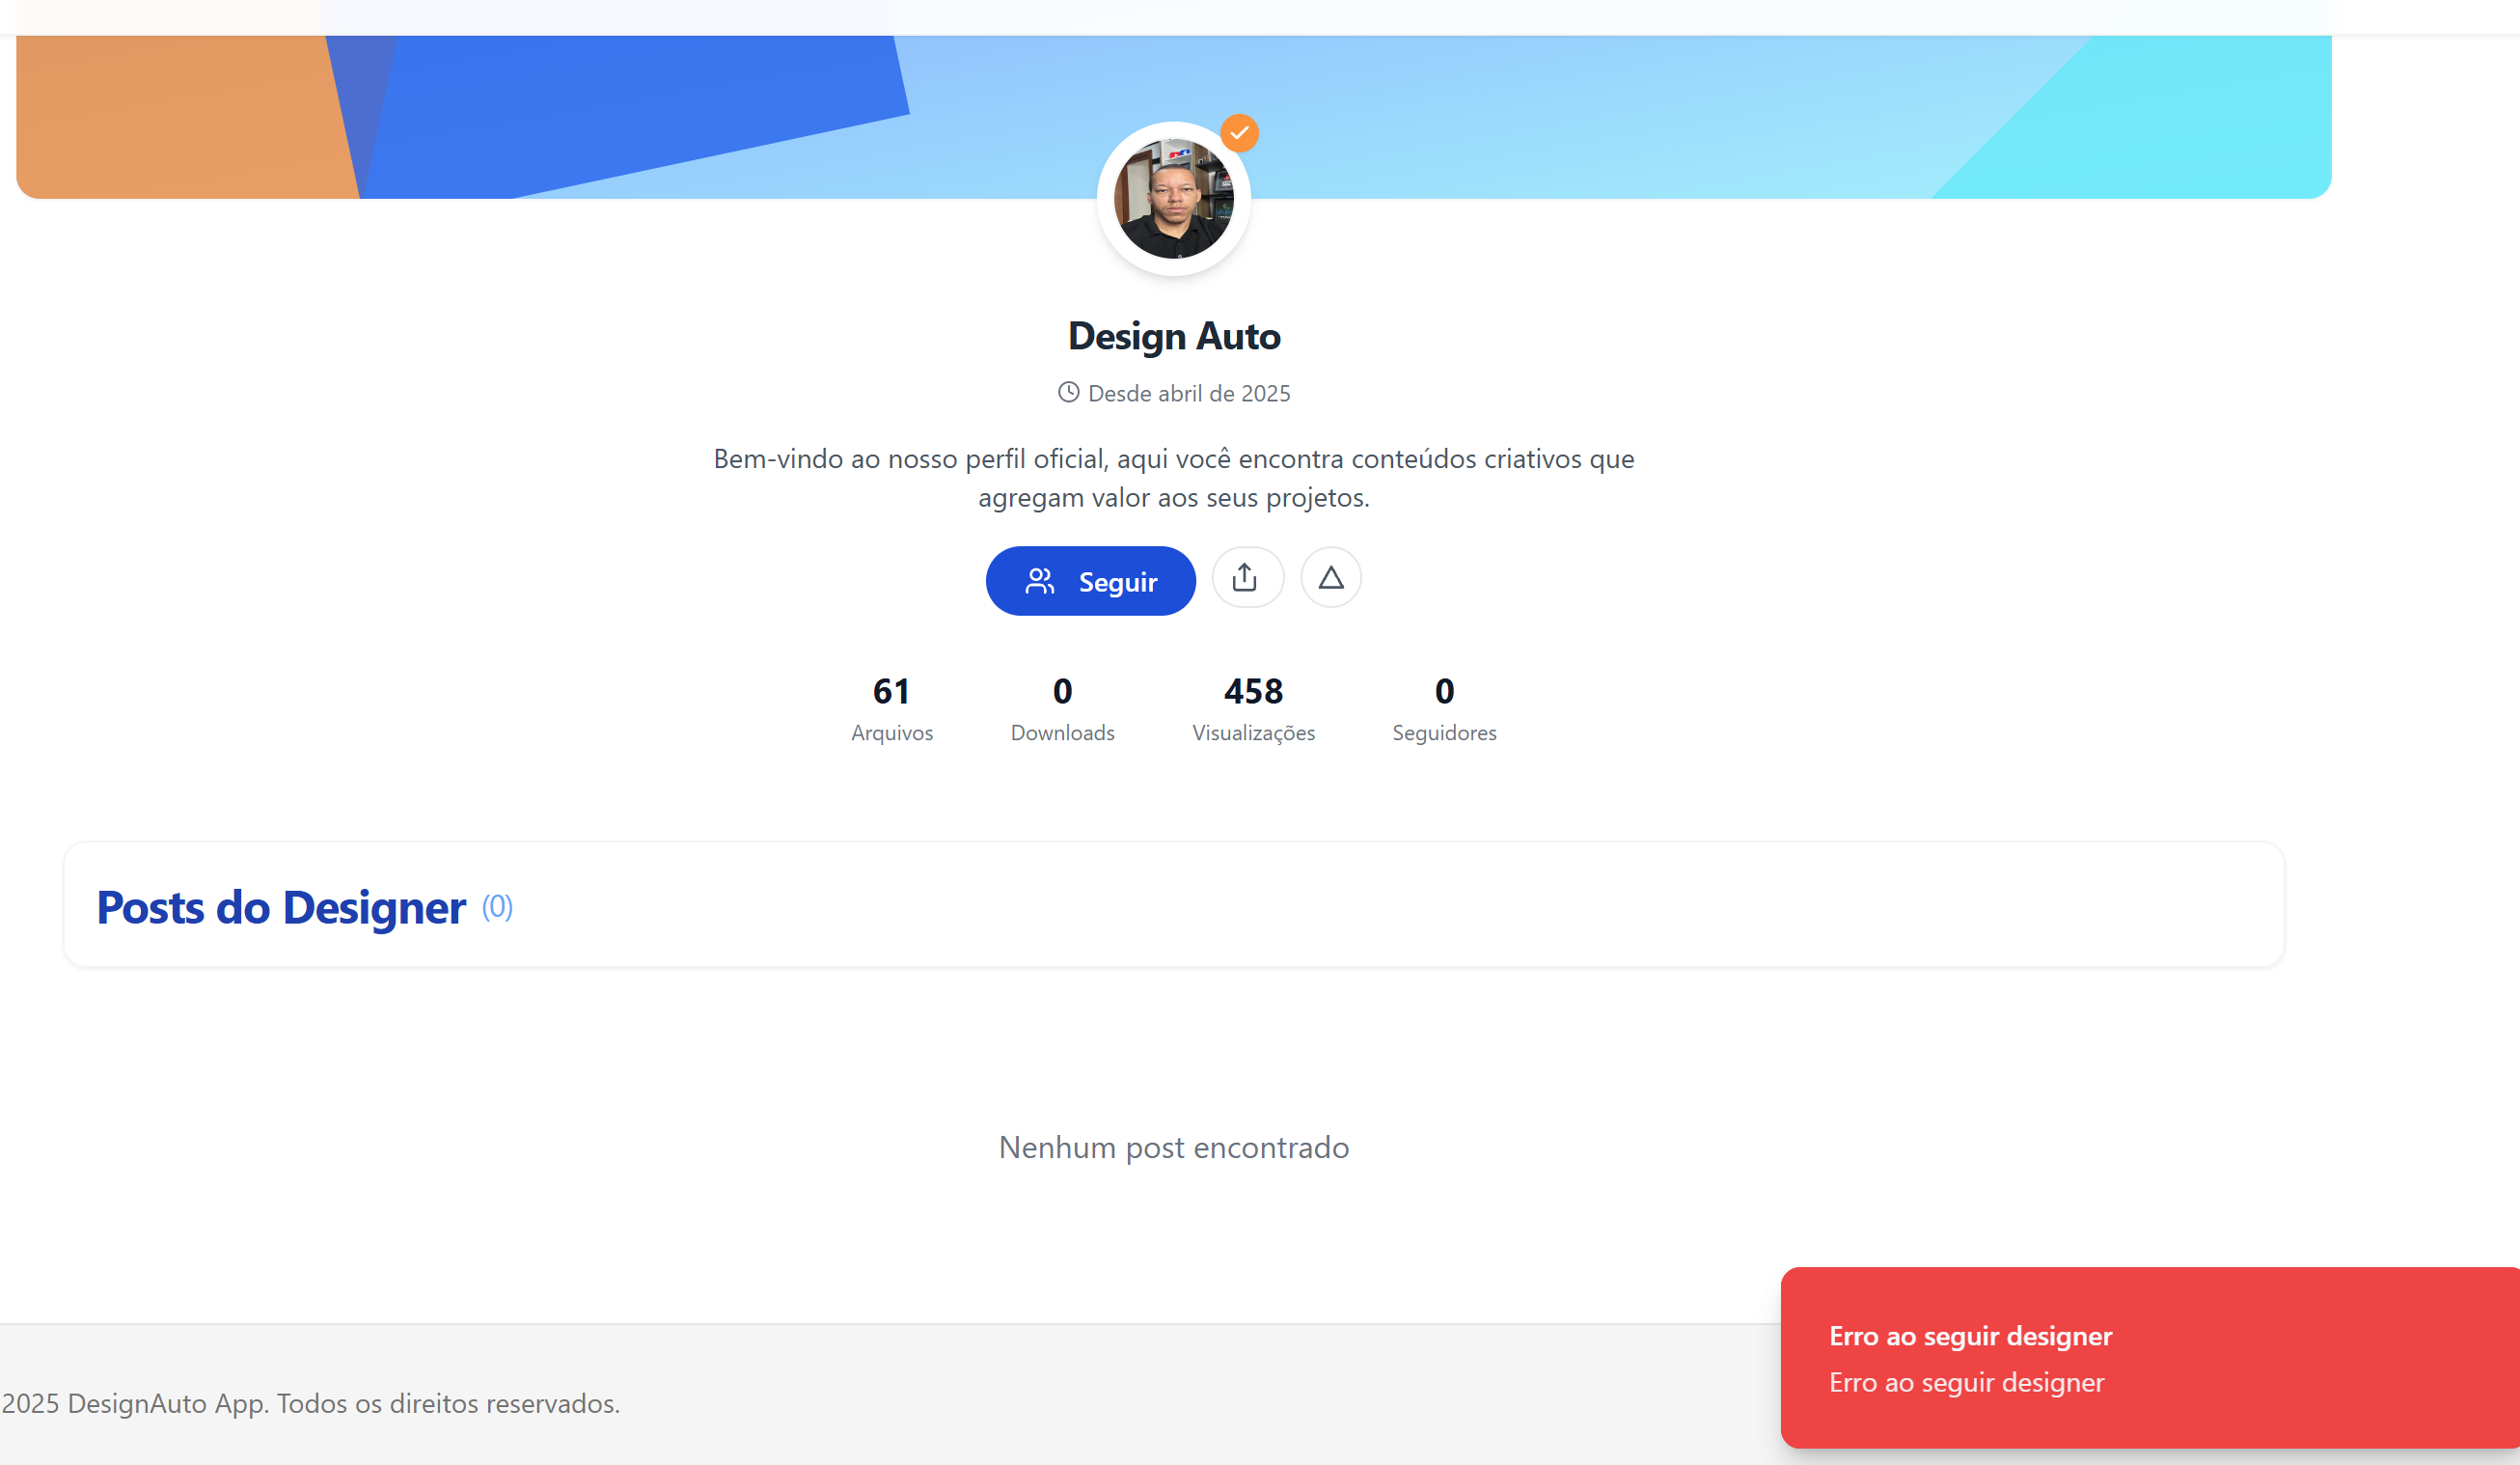 Design Auto
Desde abril de 2025
Bem-vindo ao nosso perfil oficial, aqui você encontra conteúdos criativos que
agregam valor aos seus projetos.
Seguir
61 0 458 0
Arquivos Downloads Visualizações Seguidores
Posts do Designer (0)
Nenhum post encontrado
Erro ao seguir designer
Erro ao seguir designer
2025 DesignAuto App. Todos os direitos reservados.